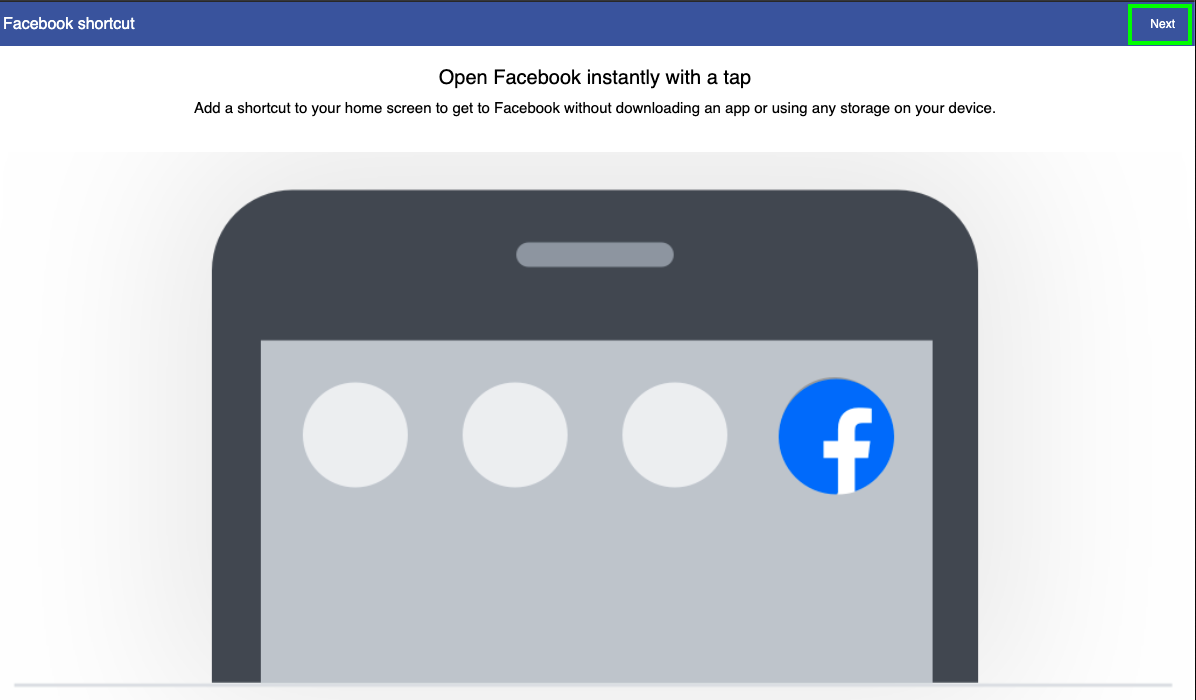 Facebook shortcut
Next
Open Facebook instantly with a tap
Add a shortcut to your home screen to get to Facebook without downloading an app or using any storage on your device.